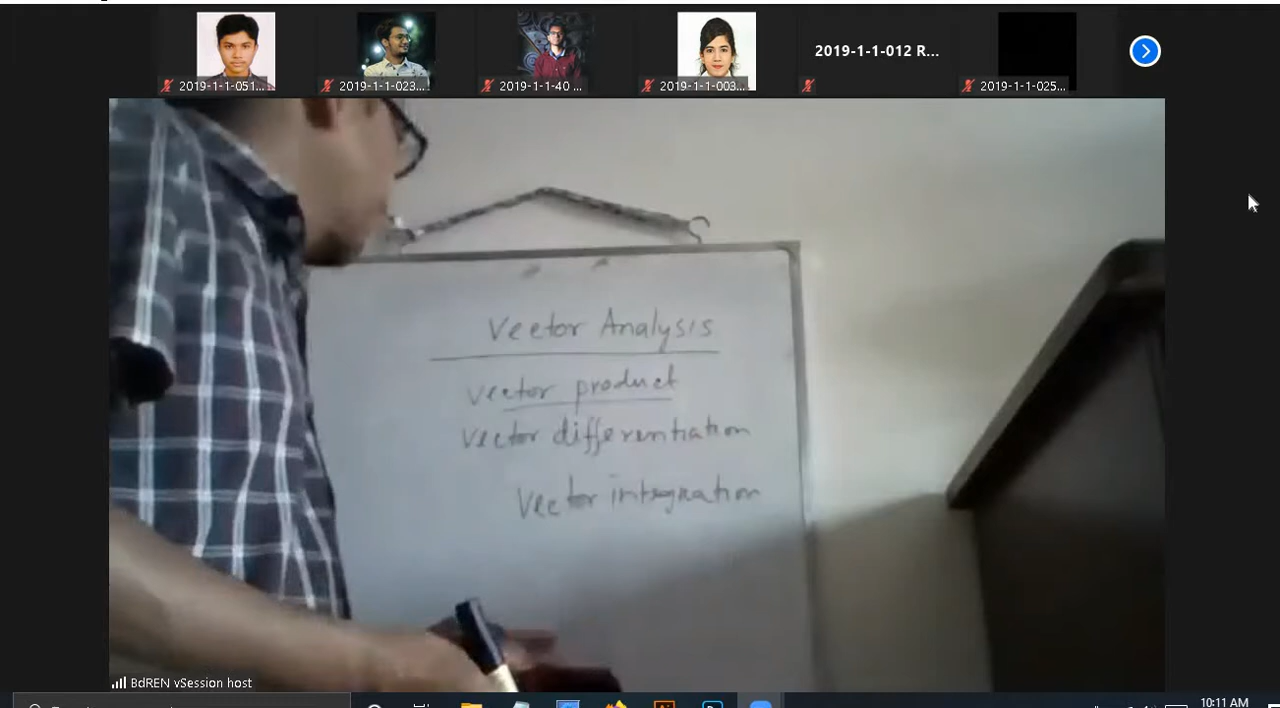 2019-1-1-051...
2019-1-1-023...
2019-1-1-40 ...
2019-1-1-003...
2019-1-1-012 R...
2019-1-1-025...
Vector Analysis
vector product
vector differentiation
Vector integration
BdREN vSession host
10:11 AM